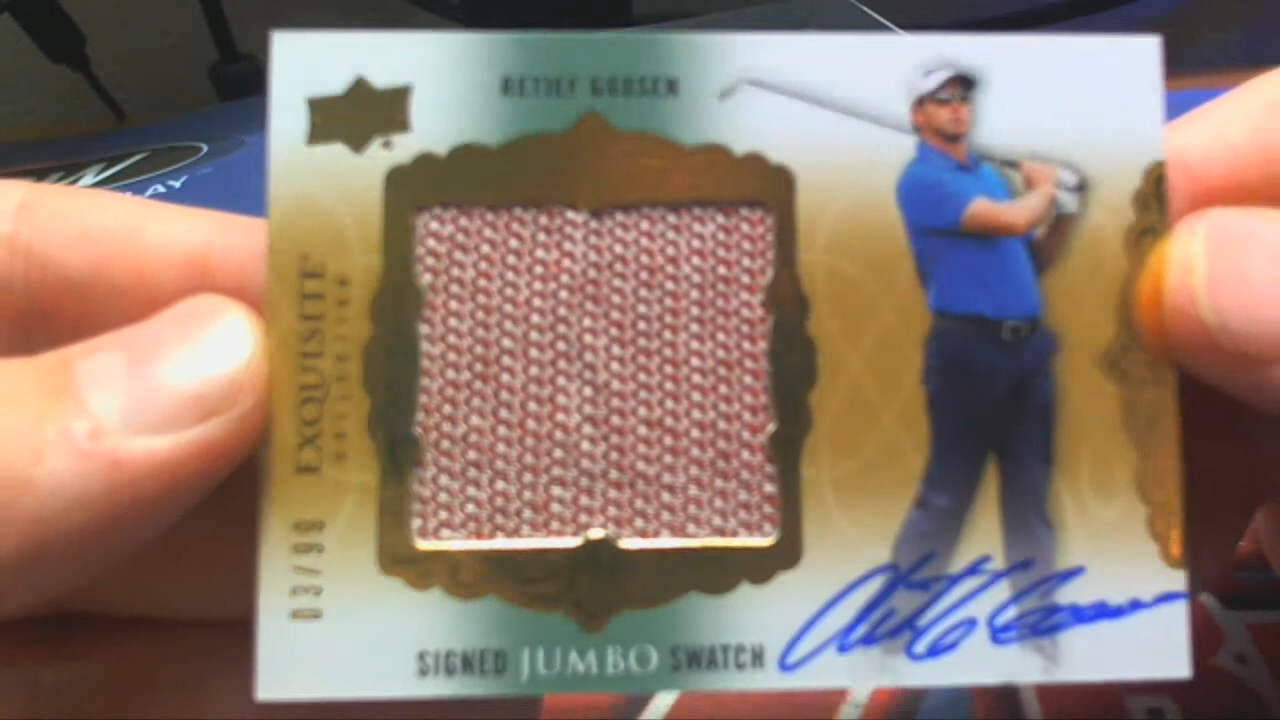 RETIEF GOOSEN
EXQUISITE
COLLECTION
03/99
SIGNED JUMBO SWATCH